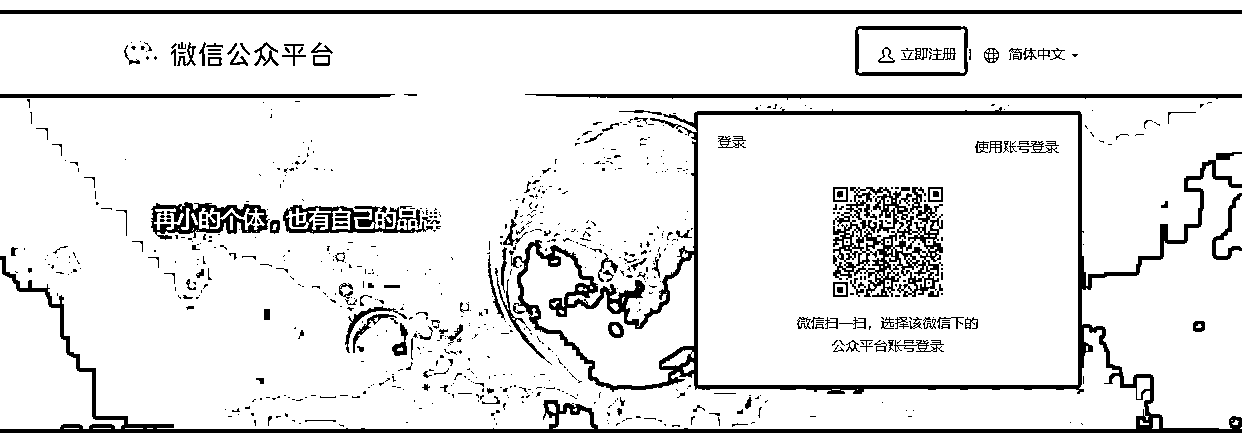 微信公众平台
立即注册
简体中文
登录
使用账号登录
再小的个体，也有自己的品牌
微信扫一扫，选择该微信下的
公众平台账号登录